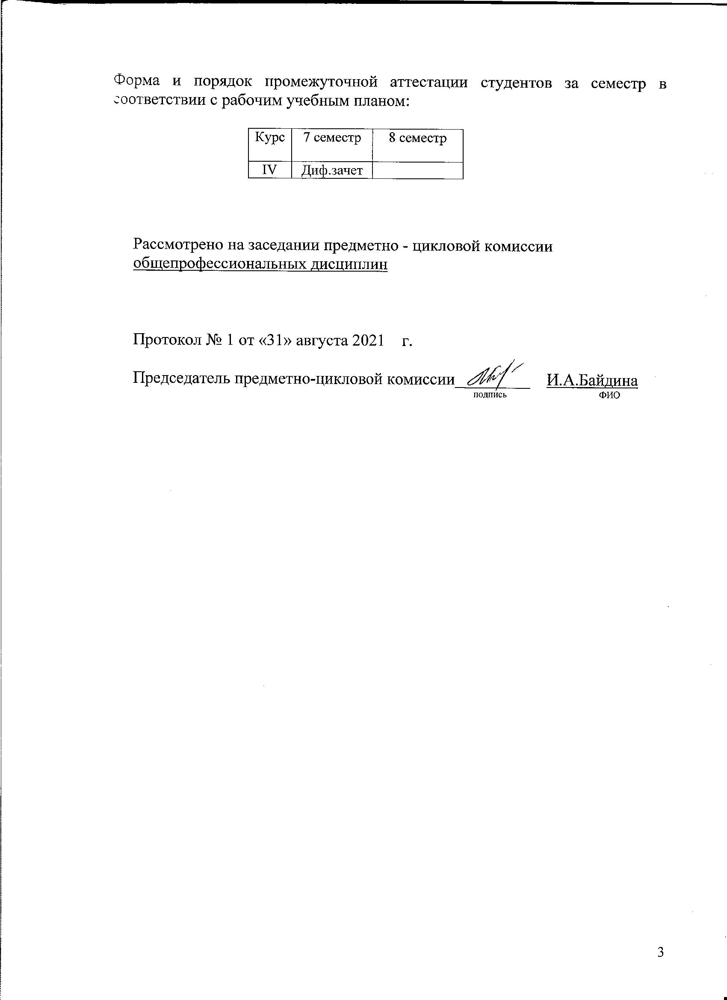 Форма и порядок промежуточной аттестации студентов за семестр в
соответствии с рабочим учебным планом:
Курс 7 семестр 8 семестр
IV Диф.зачет
Рассмотрено на заседании предметно - цикловой комиссии
общепрофессиональных дисциплин
Протокол № 1 от «31» августа 2021 г.
Председатель предметно-цикловой комиссии И.А.Байдина
подпись ФИО
3